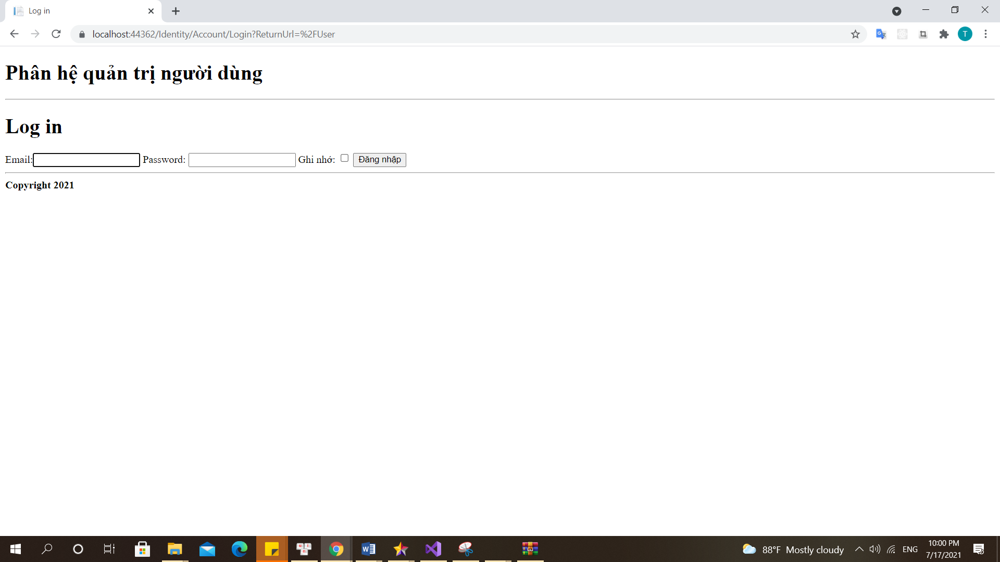 Log in
localhost:44362/Identity/Account/Login?ReturnUrl=%2FUser
T
Phân hệ quản trị người dùng
Log in
Email: Password: Ghi nhớ: Đăng nhập
Copyright 2021
88°F Mostly cloudy
ENG
10:00 PM
7/17/2021